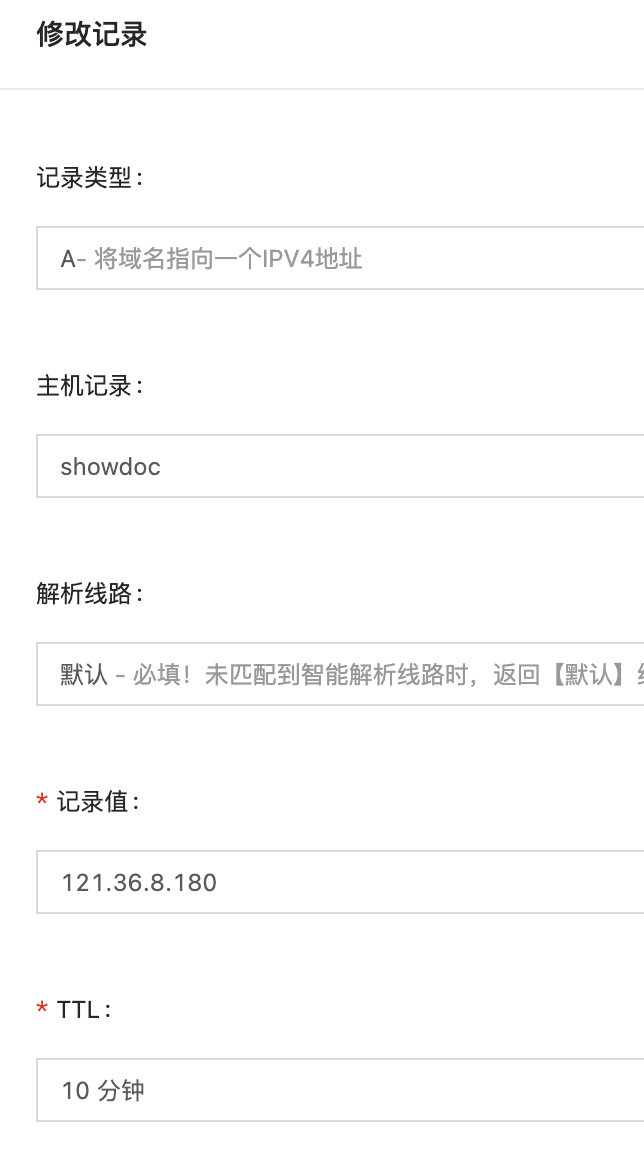 修改记录
记录类型：
A- 将域名指向一个IPV4地址
主机记录：
showdoc
解析线路：
默认 - 必填！未匹配到智能解析线路时，返回【默认】
* 记录值：
121.36.8.180
* TTL：
10 分钟